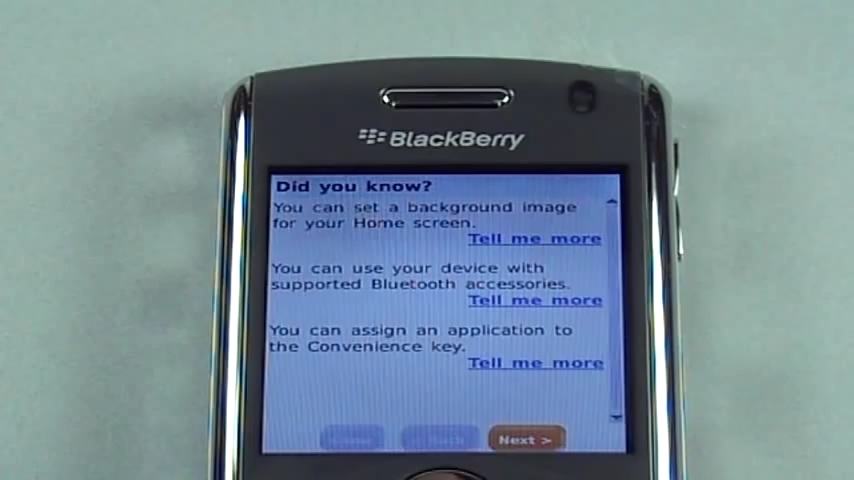 BlackBerry
Did you know?
You can set a background image
for your Home screen.
Tell me more
You can use your device with
supported Bluetooth accessories.
Tell me more
You can assign an application to
the Convenience key.
Tell me more
Next >